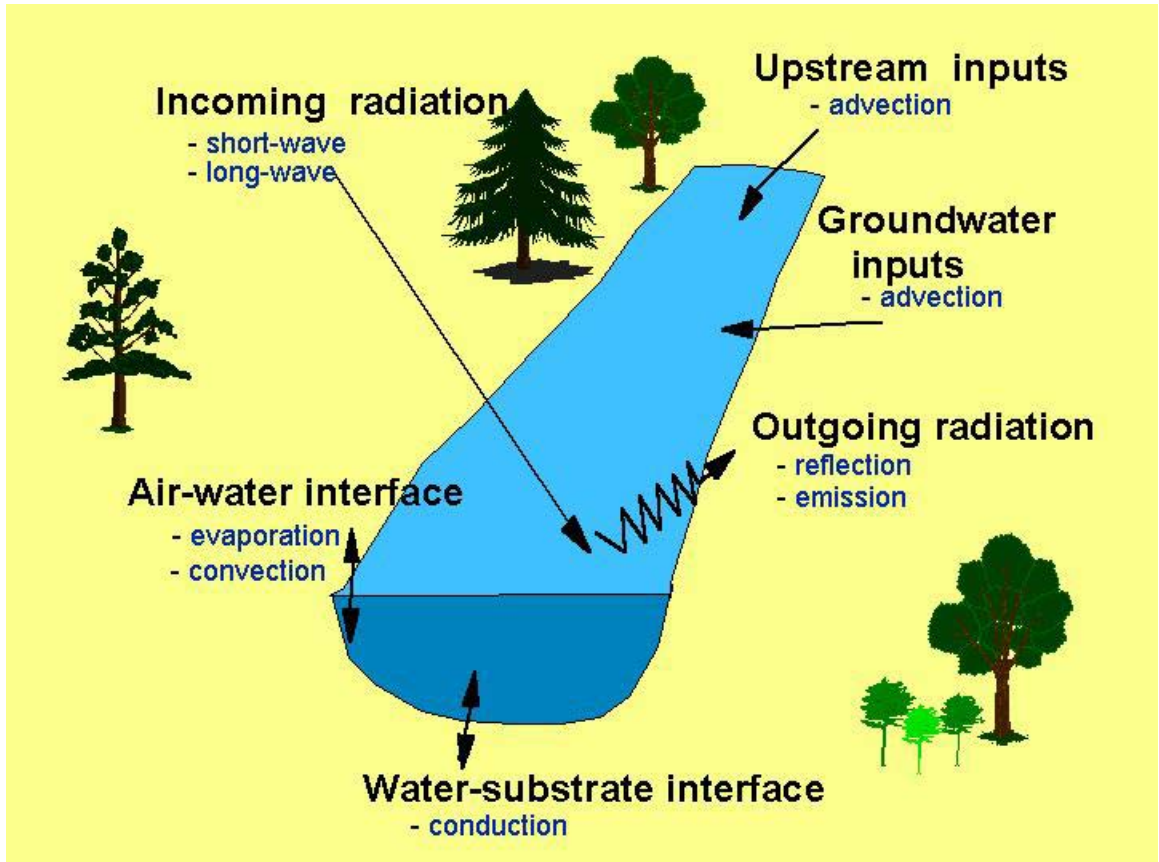 Upstream inputs
- advection
Incoming radiation
- short-wave
- long-wave
Groundwater
inputs
- advection
Outgoing radiation
- reflection
- emission
Air-water interface
- evaporation
- convection
Water-substrate interface
- conduction